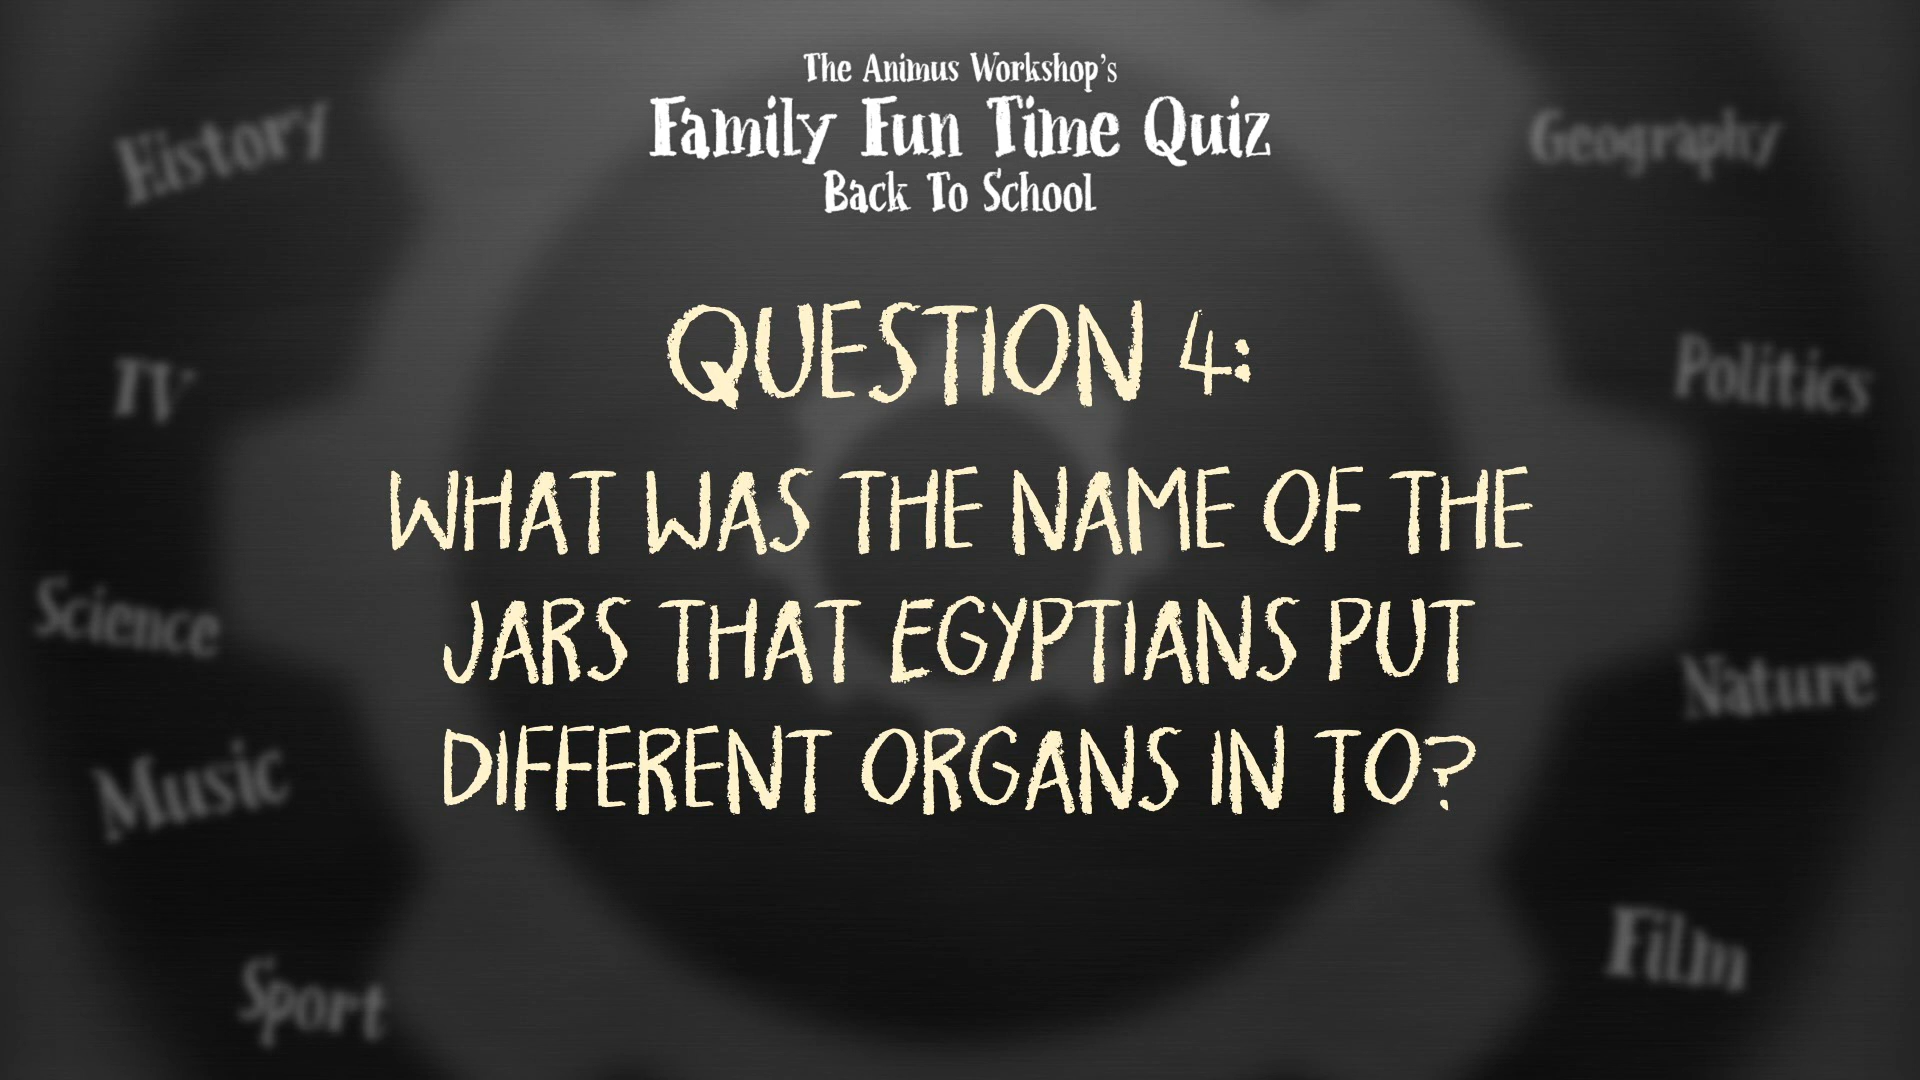 The Animus Workshop's
Family Fun Time Quiz
Back To School
History
Geography
QUESTION 4:
TV
Politics
WHAT WAS THE NAME OF THE
JARS THAT EGYPTIANS PUT
Science
Nature
DIFFERENT ORGANS IN TO?
Music
Film
Sport